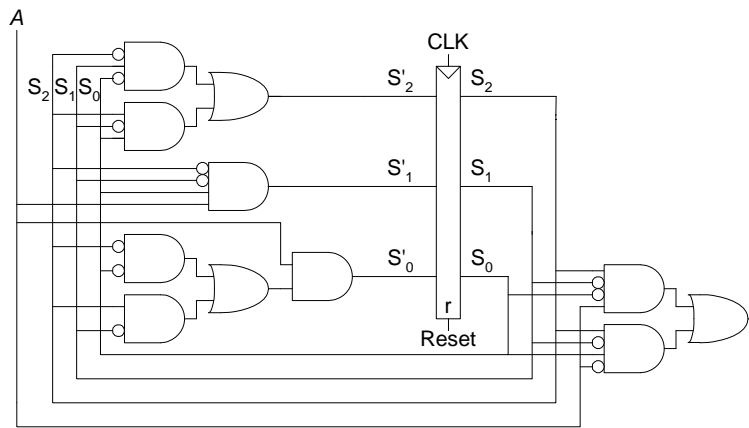 A
CLK
S₂ S₁ S₀
S'₂ S₂
S'₁ S₁
S'₀ S₀
r
Reset